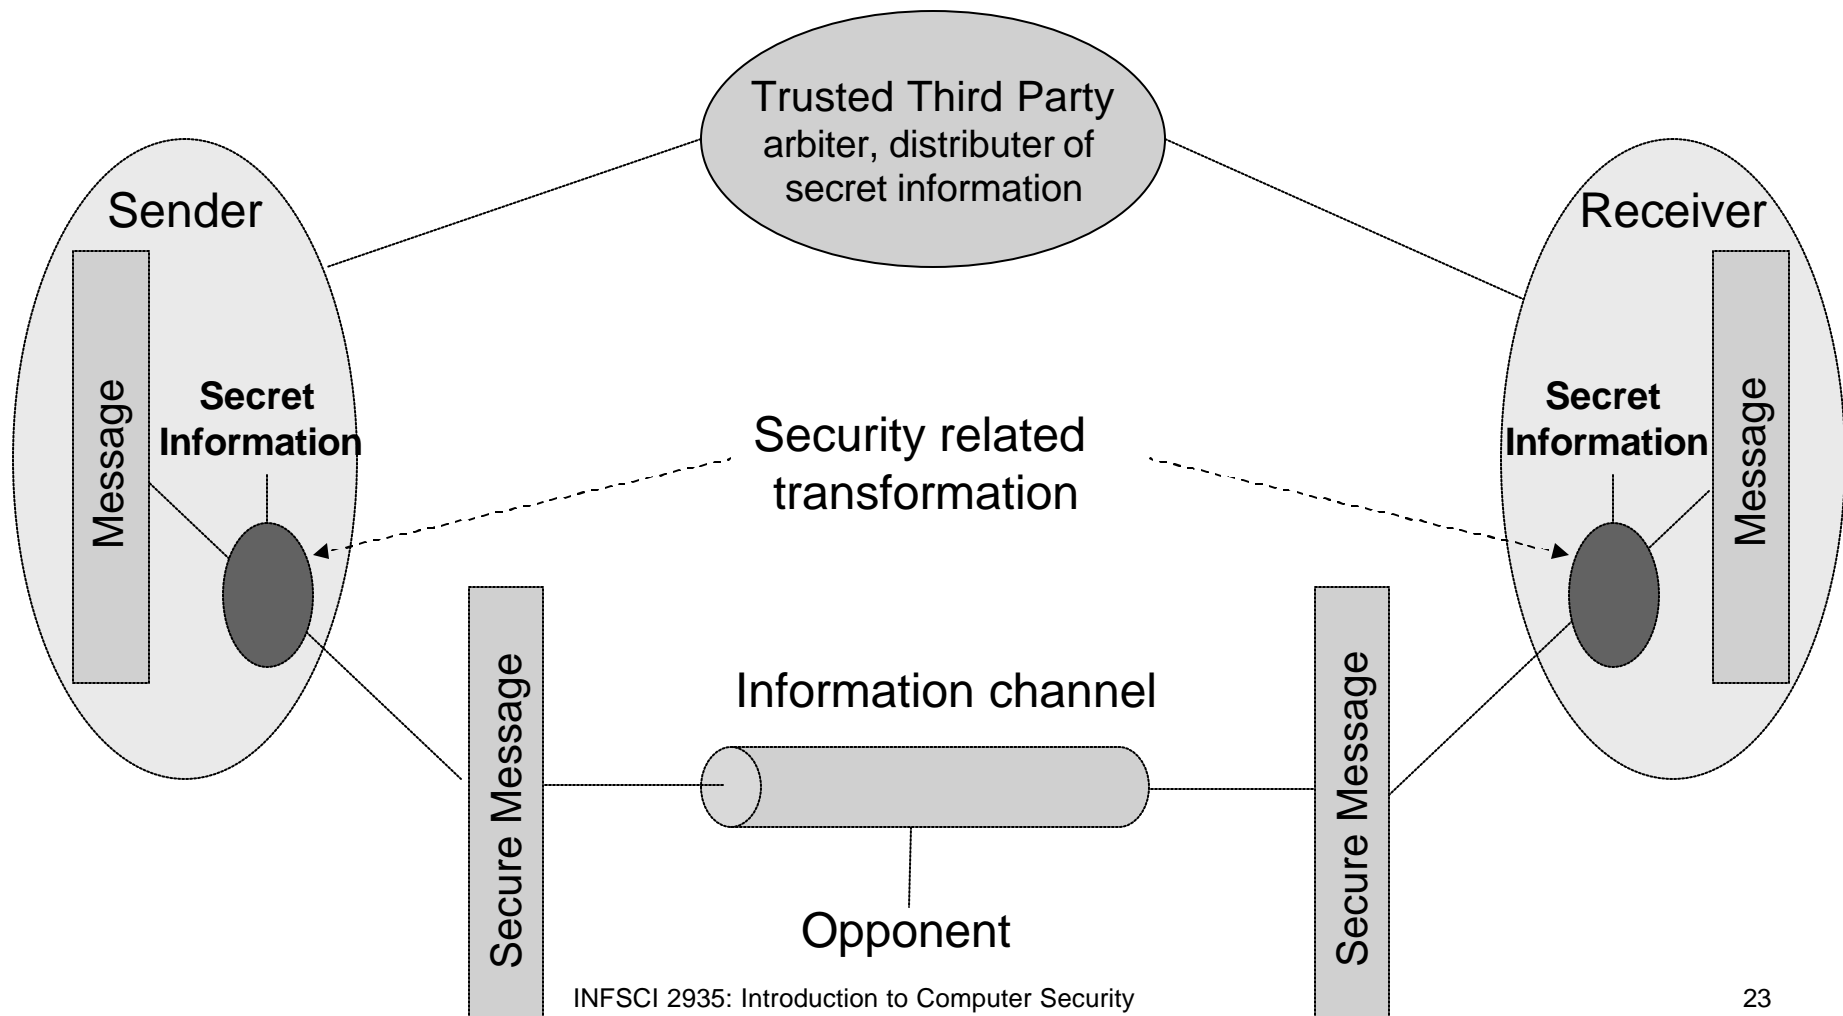 Trusted Third Party
arbiter, distributer of
secret information
Sender
Receiver
Message
Secret
Information
Security related
transformation
Secret
Information
Message
Secure Message
Information channel
Secure Message
Opponent
INFSCI 2935: Introduction to Computer Security
23